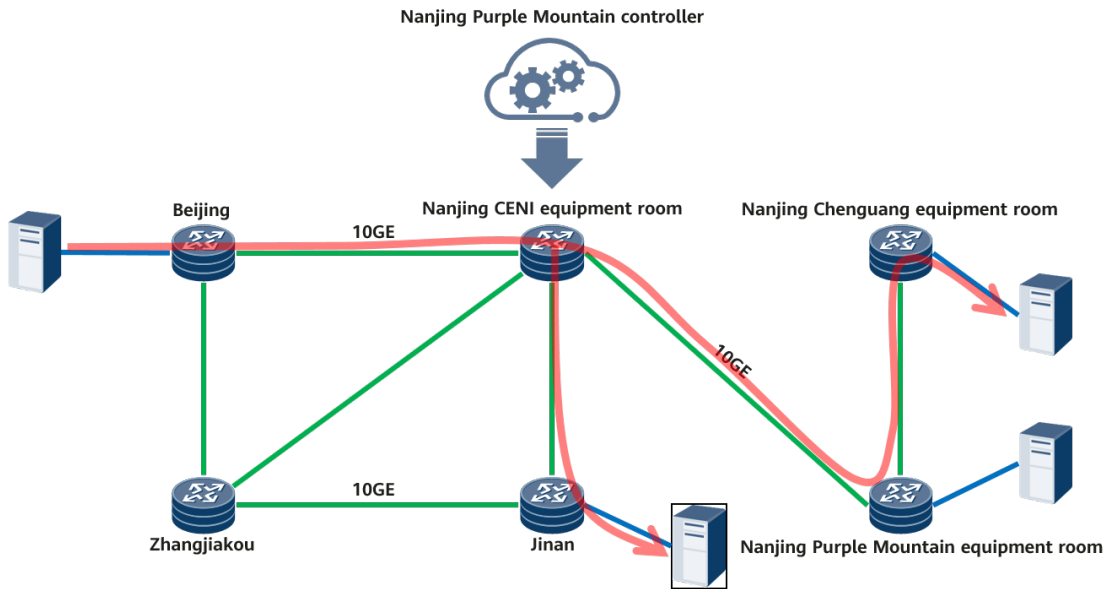 Nanjing Purple Mountain controller
Beijing
Nanjing CENI equipment room
Nanjing Chenguang equipment room
10GE
10GE
10GE
Zhangjiakou
Jinan
Nanjing Purple Mountain equipment room